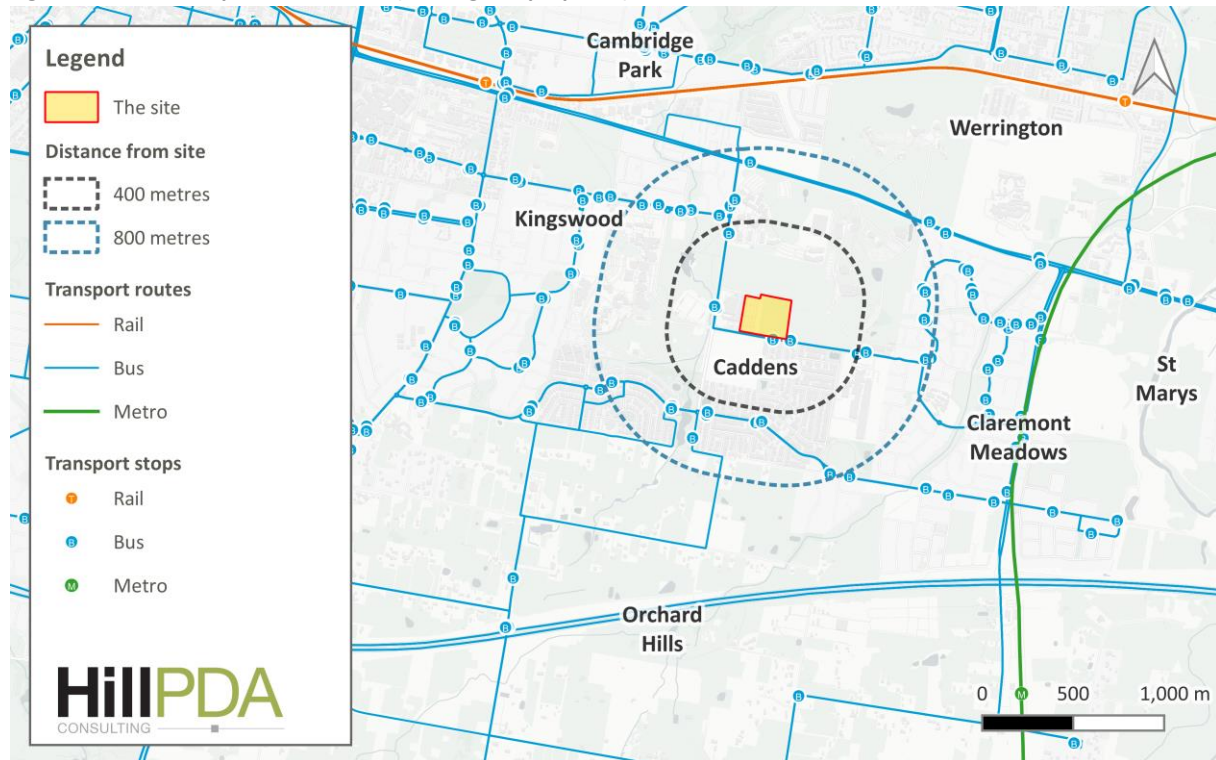 Legend
The site
Distance from site
400 metres
800 metres
Transport routes
Rail
Bus
Metro
Transport stops
T Rail
B Bus
M Metro
HillPDA
CONSULTING
Cambridge
Park
Werrington
Kingswood
Caddens
St
Marys
Claremont
Meadows
Orchard
Hills
0 500 1,000 m